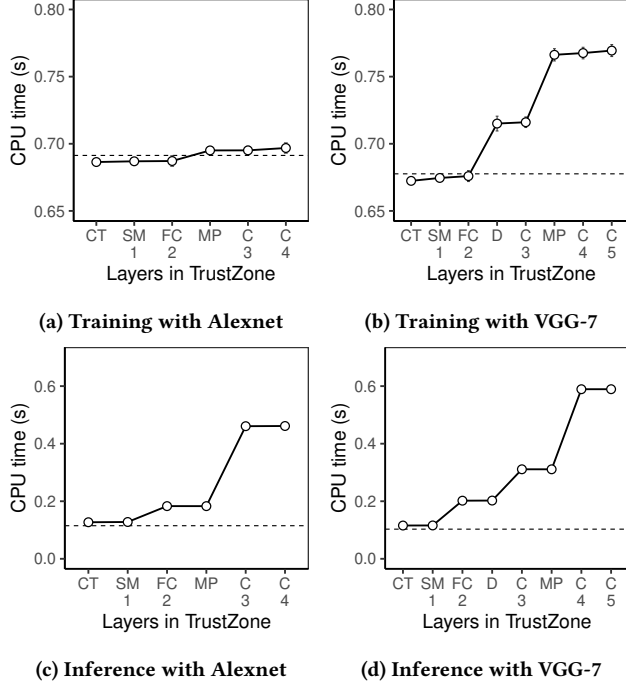 0.80
0.75
0.70
0.65
CPU time (s)
CT SM FC MP C C
1 2 3 4
Layers in TrustZone
(a) Training with Alexnet
0.80
0.75
0.70
0.65
CPU time (s)
CT SM FC D C MP C C
1 2 3 4 5
Layers in TrustZone
(b) Training with VGG-7
0.6
0.4
0.2
0.0
CPU time (s)
CT SM FC MP C C
1 2 3 4
Layers in TrustZone
(c) Inference with Alexnet
0.6
0.4
0.2
0.0
CPU time (s)
CT SM FC D C MP C C
1 2 3 4 5
Layers in TrustZone
(d) Inference with VGG-7